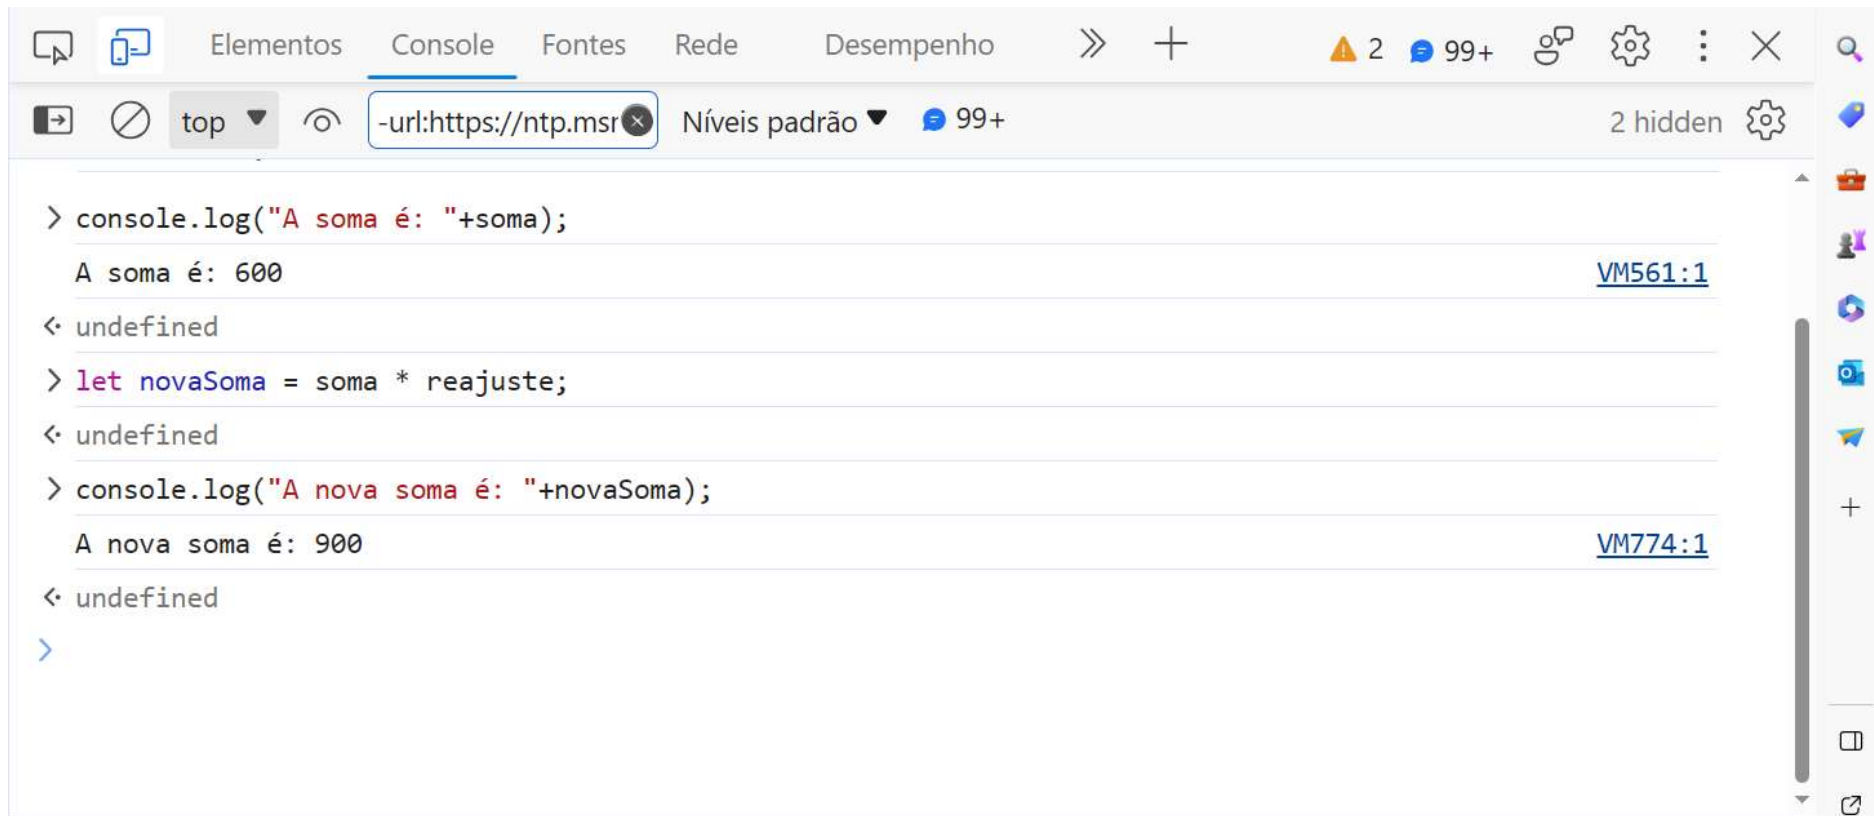 Elementos Console Fontes Rede Desempenho 2 99+
top -url:https://ntp.msr Níveis padrão 99+ 2 hidden
console.log("A soma é: "+soma);
A soma é: 600 VM561:1
undefined
let novaSoma = soma * reajuste;
undefined
console.log("A nova soma é: "+novaSoma);
A nova soma é: 900 VM774:1
undefined